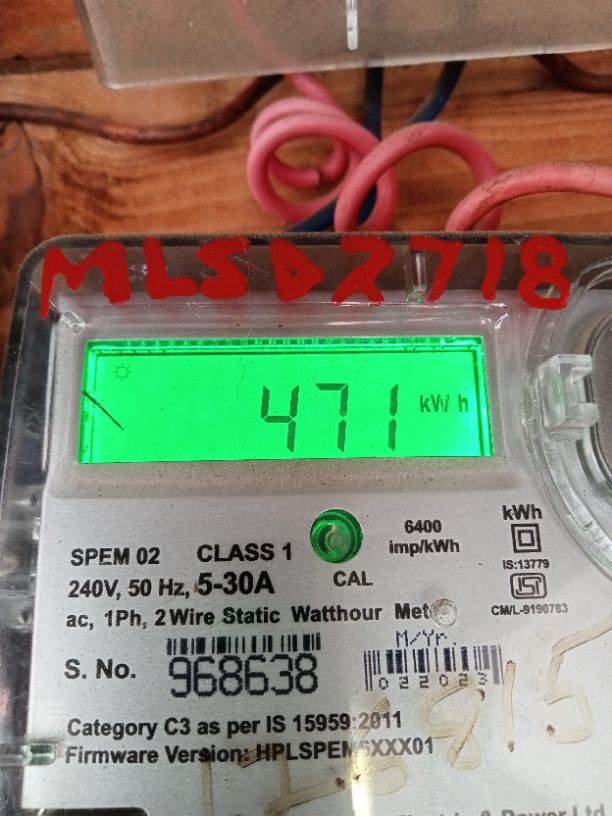 MLSD2718
471 kWh
6400 imp/kWh
kWh
IS:13779
CM/L-9190783
SPEM 02 CLASS 1
CAL
240V, 50 Hz, 5-30A
ac, 1Ph, 2 Wire Static Watthour
M/Yr.
S. No. 968638
022023
Category C3 as per IS 15959:2011
Firmware Version:
Power Ltd